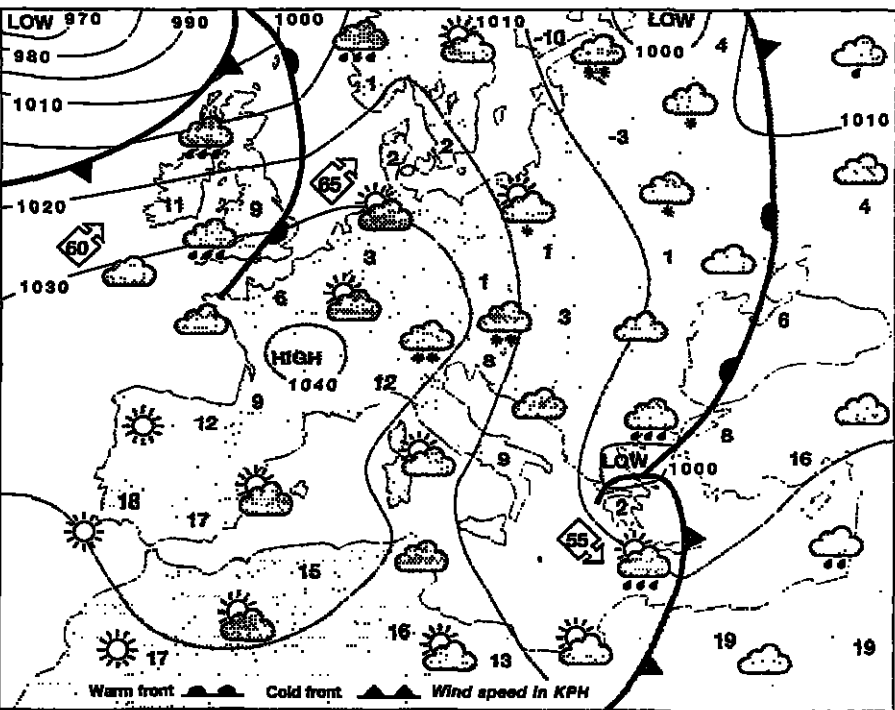 LOW 970 990 1000 1010 LOW
-10 4
980 1000
1
1010 1010
-3
2 2
65
1020 11 9 4
60
3 1 1
1030 6 1
3 6
HIGH 8
1040 12
9
12 8
9 LOW 1000 16
18
17 2
55
15
16 19 19
17 13
Warm front Cold front Wind speed in KPH